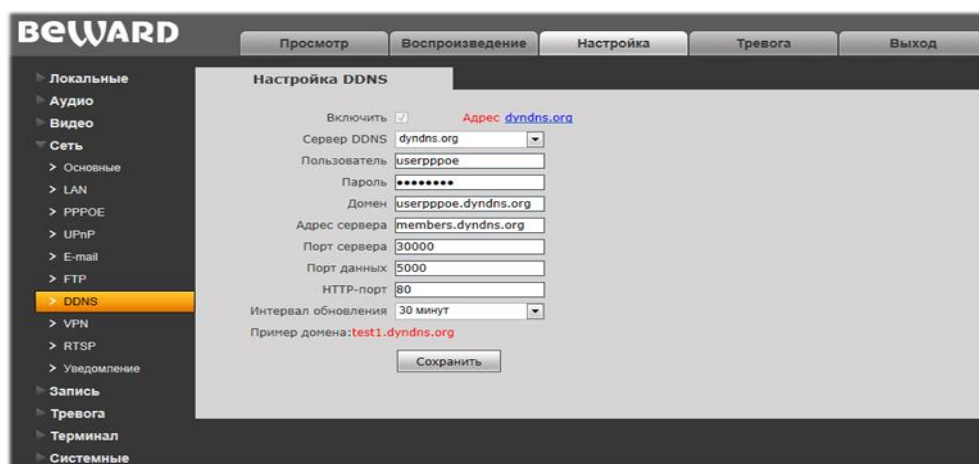 BEWARD
Просмотр
Воспроизведение
Настройка
Тревога
Выход
Локальные
Аудио
Видео
Сеть
> Основные
> LAN
> PPPOE
> UPnP
> E-mail
> FTP
> DDNS
> VPN
> RTSP
> Уведомление
Запись
Тревога
Терминал
Системные
Настройка DDNS
Включить Адрес dyndns.org
Сервер DDNS dyndns.org
Пользователь userpppoe
Пароль ••••••••
Домен userpppoe.dyndns.org
Адрес сервера members.dyndns.org
Порт сервера 30000
Порт данных 5000
HTTP-порт 80
Интервал обновления 30 минут
Пример домена:test1.dyndns.org
Сохранить